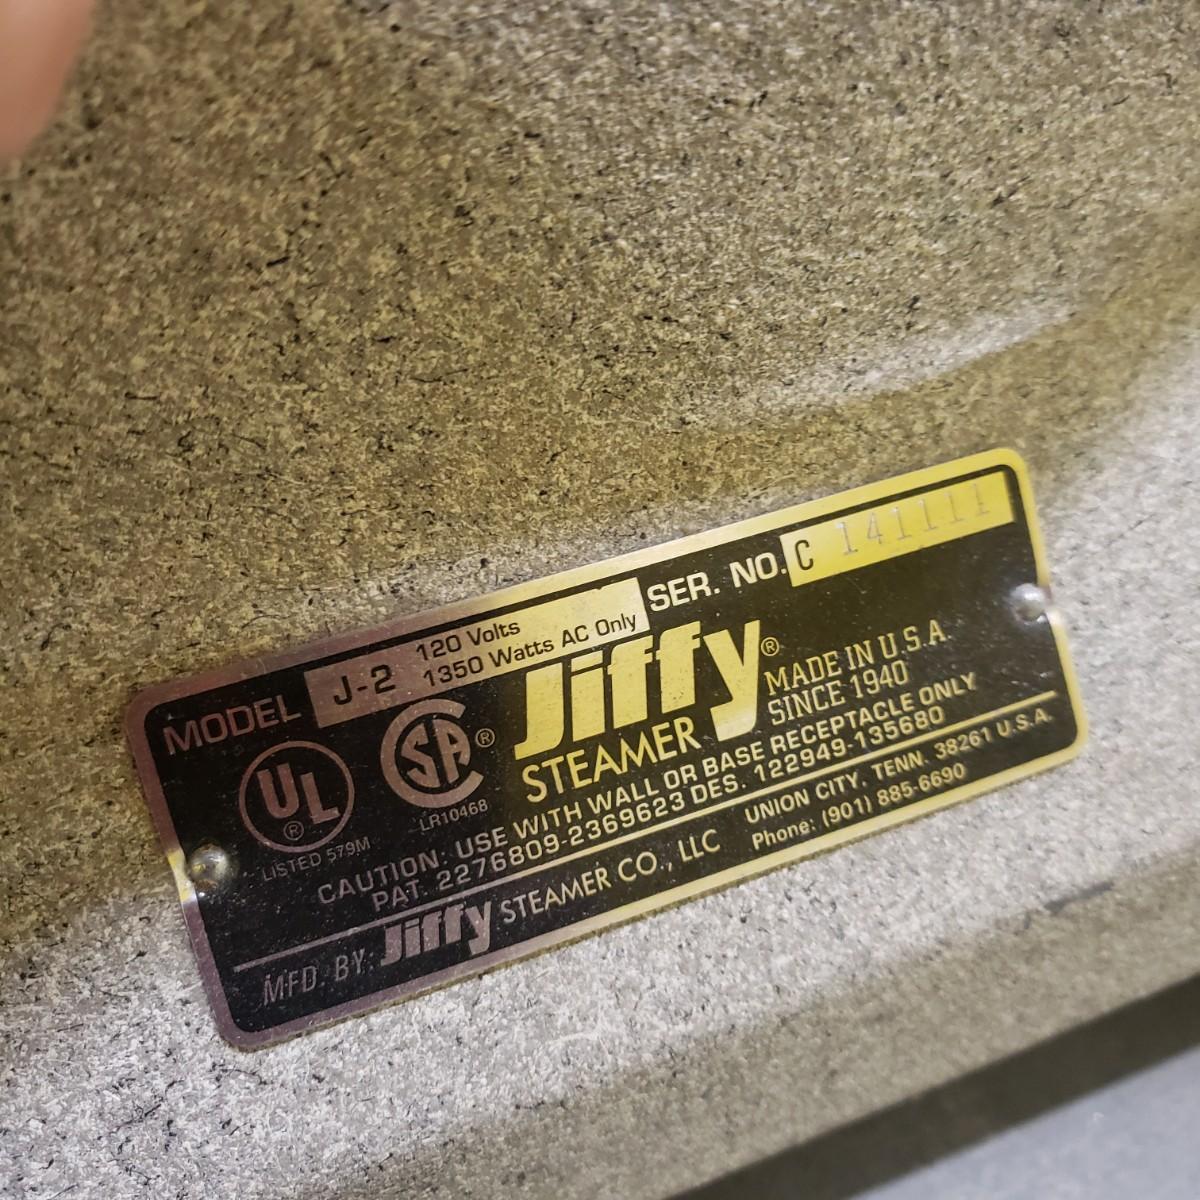 MODEL J-2 120 Volts 1350 Watts AC Only SER. NO. C 141111
UL ® LISTED 579M
CSA ® LR10468
Jiffy® STEAMER
MADE IN U.S.A.
SINCE 1940
CAUTION: USE WITH WALL OR BASE RECEPTACLE ONLY
PAT. 2276809-2369623 DES. 122949-135680
MFD. BY: Jiffy STEAMER CO., LLC
UNION CITY, TENN. 38261 U.S.A.
Phone: (901) 885-6690